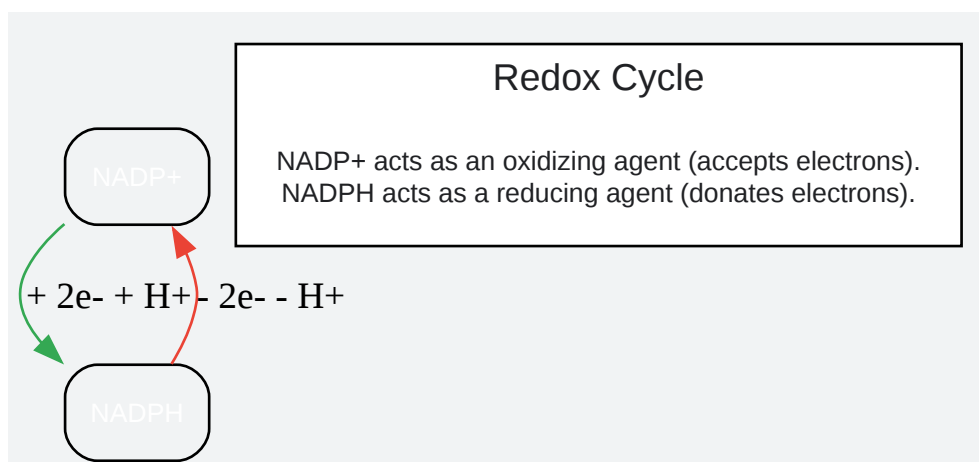 Redox Cycle
NADP+ acts as an oxidizing agent (accepts electrons).
NADPH acts as a reducing agent (donates electrons).
NADP+
+ 2e- + H+
- 2e- - H+
NADPH